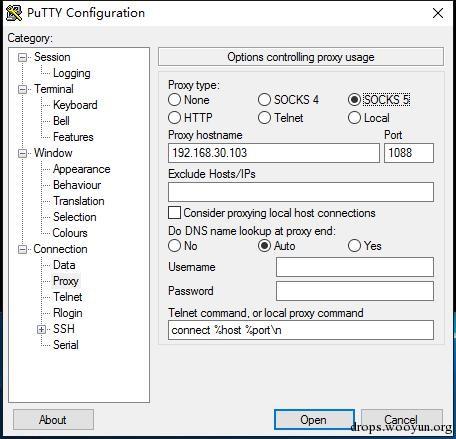 PuTTY Configuration
Category:
Session
Logging
Terminal
Keyboard
Bell
Features
Window
Appearance
Behaviour
Translation
Selection
Colours
Connection
Data
Proxy
Telnet
Rlogin
SSH
Serial
Options controlling proxy usage
Proxy type:
None SOCKS 4 SOCKS 5
HTTP Telnet Local
Proxy hostname Port
192.168.30.103 1088
Exclude Hosts/IPs
Consider proxying local host connections
Do DNS name lookup at proxy end:
No Auto Yes
Username
Password
Telnet command, or local proxy command
connect %host %port\n
About Open Cancel
drops.wooyun.org